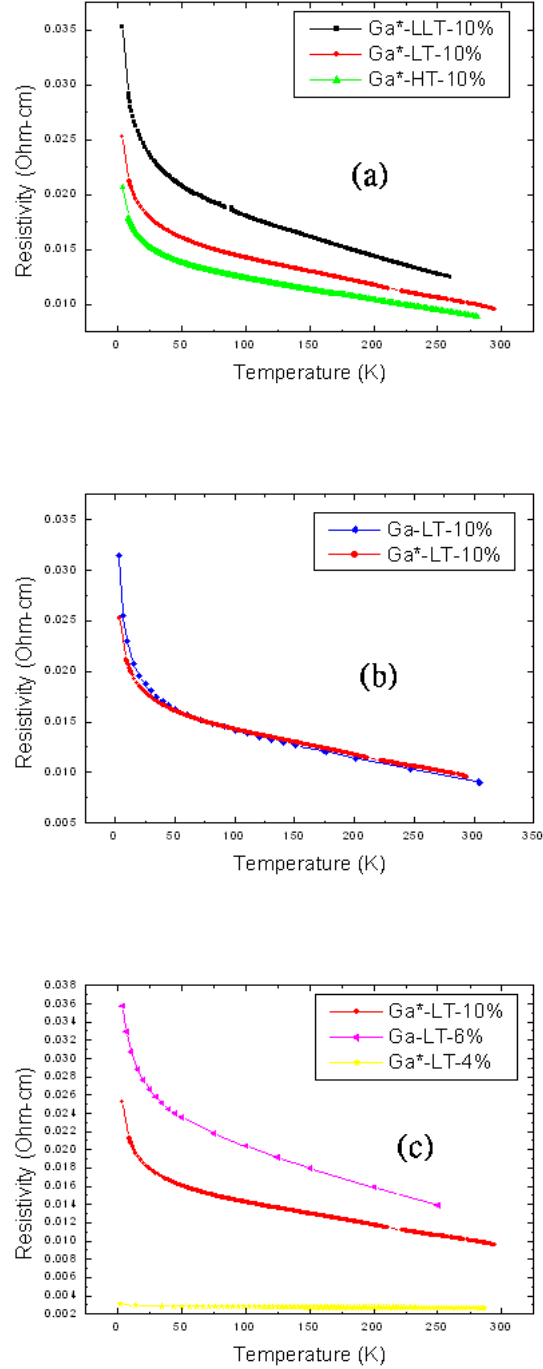 Ga*-LLT-10%
Ga*-LT-10%
Ga*-HT-10%
(a)
Resistivity (Ohm-cm)
0.035
0.030
0.025
0.020
0.015
0.010
0 50 100 150 200 250 300
Temperature (K)
Ga-LT-10%
Ga*-LT-10%
(b)
Resistivity (Ohm-cm)
0.035
0.030
0.025
0.020
0.015
0.010
0.005
0 50 100 150 200 250 300 350
Temperature (K)
Ga*-LT-10%
Ga-LT-6%
Ga*-LT-4%
(c)
Resistivity (Ohm-cm)
0.038
0.036
0.034
0.032
0.030
0.028
0.026
0.024
0.022
0.020
0.018
0.016
0.014
0.012
0.010
0.008
0.006
0.004
0.002
0 50 100 150 200 250 300
Temperature (K)